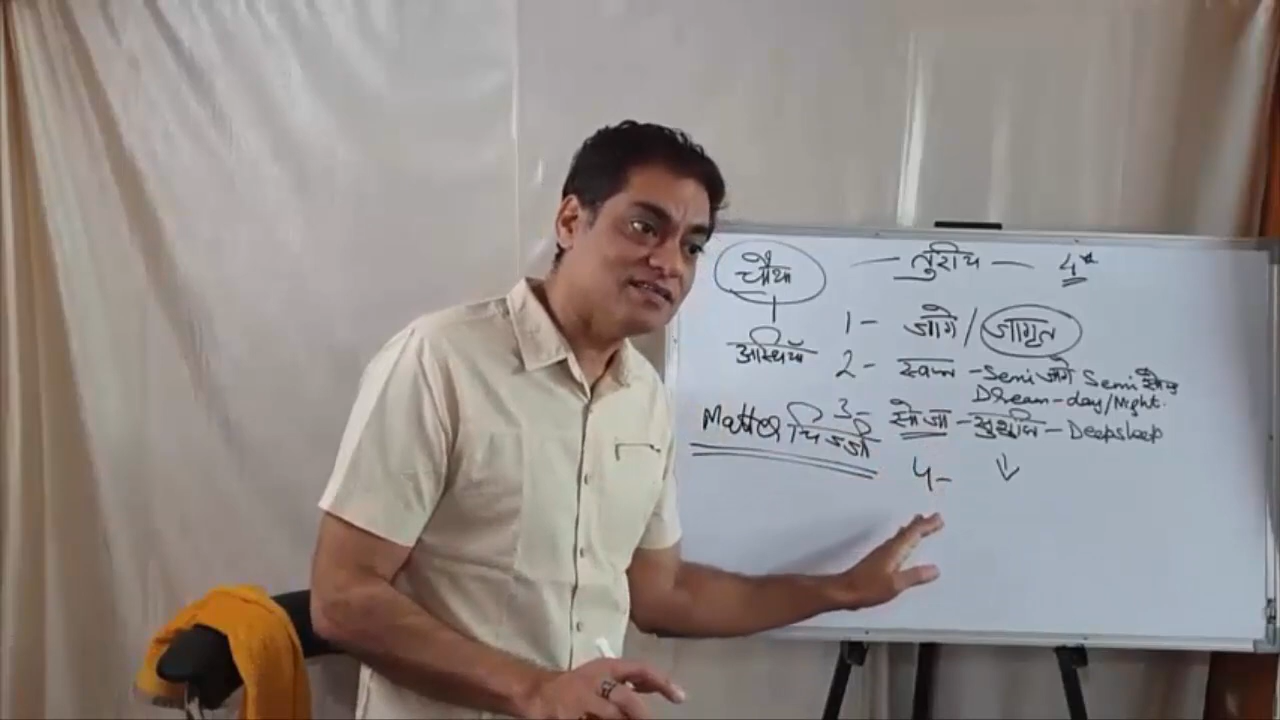 चौथा — तुरीय — 4th
1 - जागे / जागृत
अस्थियाँ
2 - स्वप्न - Semi जागे Semi सोए
Dream - day/Night.
3 - सोजा - सुषुप्ति - Deepsleep
Matter
4 -